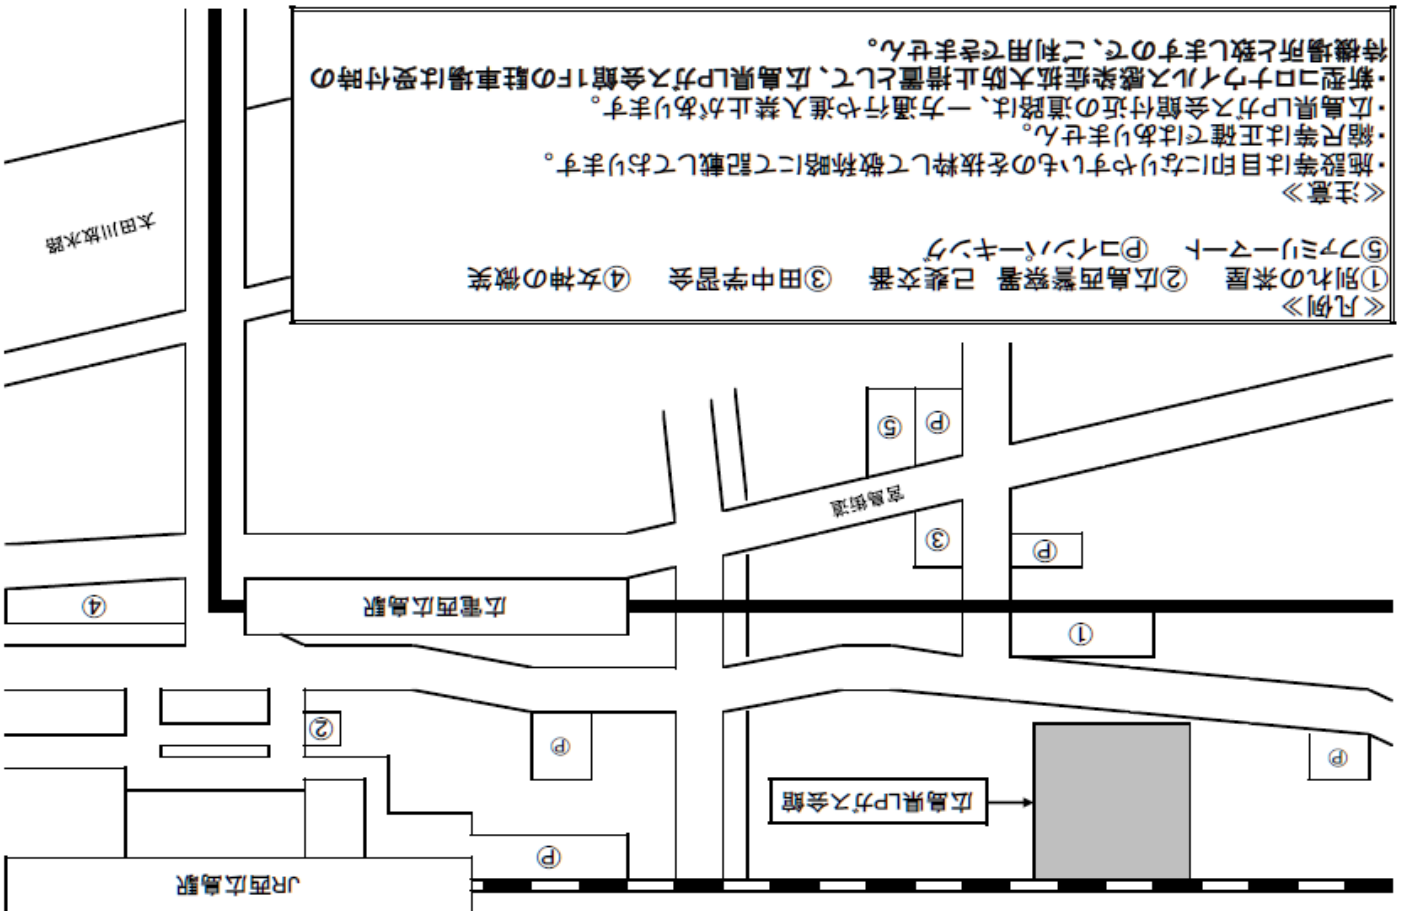 JR西広島駅
Ⓟ
広島県LPガス会館
Ⓟ
Ⓟ
②
①
広電西広島駅
④
Ⓟ
③
宮島街道
Ⓟ
⑤
太田川放水路
≪凡例≫
①別れの茶屋 ②広島西警察署 己斐交番 ③田中学習会 ④女神の微笑
⑤ファミリーマート Ⓟコインパーキング
≪注意≫
・施設等は目印になりやすいものを抜粋して敬称略にて記載しております。
・縮尺等は正確ではありません。
・広島県LPガス会館付近の道路は、一方通行や進入禁止があります。
・新型コロナウイルス感染症拡大防止措置として、広島県LPガス会館1Fの駐車場は受付時の
待機場所と致しますので、ご利用できません。